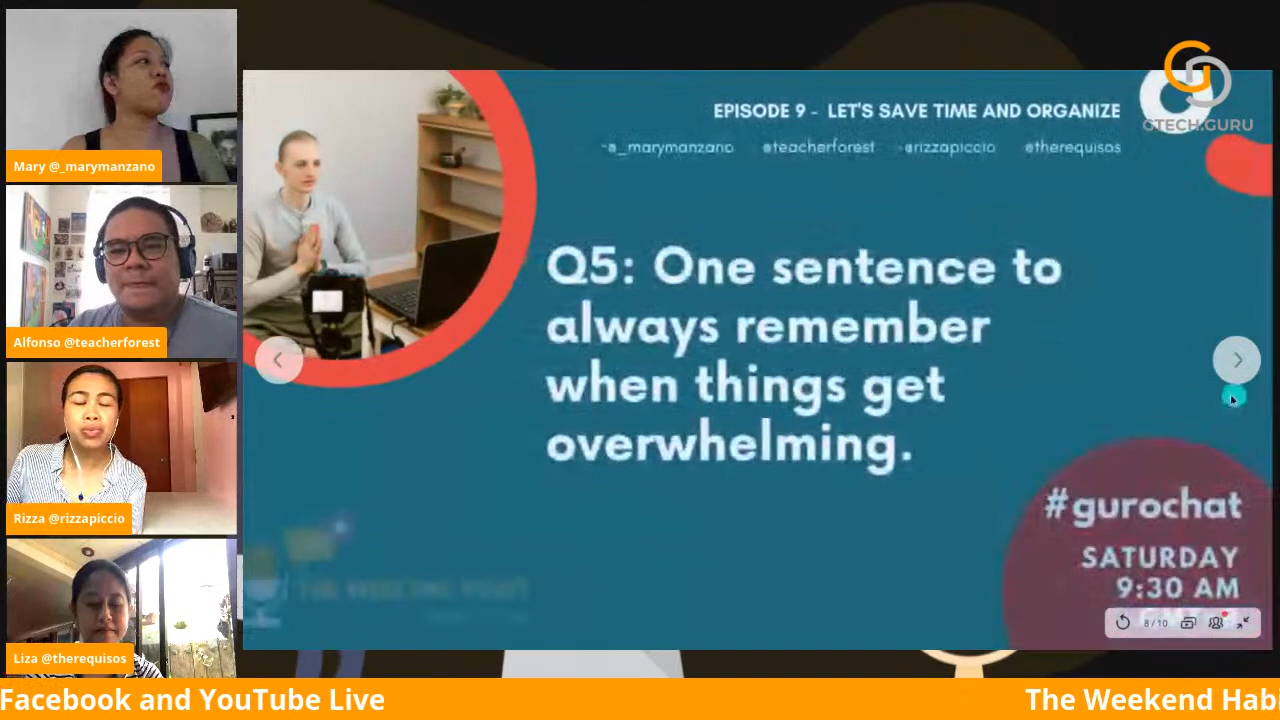 Mary @_marymanzano
Alfonso @teacherforest
Rizza @rizzapiccio
Liza @therequisos
EPISODE 9 - LET'S SAVE TIME AND ORGANIZE
@_marymanzano @teacherforest @rizzapiccio @therequisos
GTECH.GURU
Q5: One sentence to
always remember
when things get
overwhelming.
#gurochat
SATURDAY
9:30 AM
8 / 10
Facebook and YouTube Live
The Weekend Habi